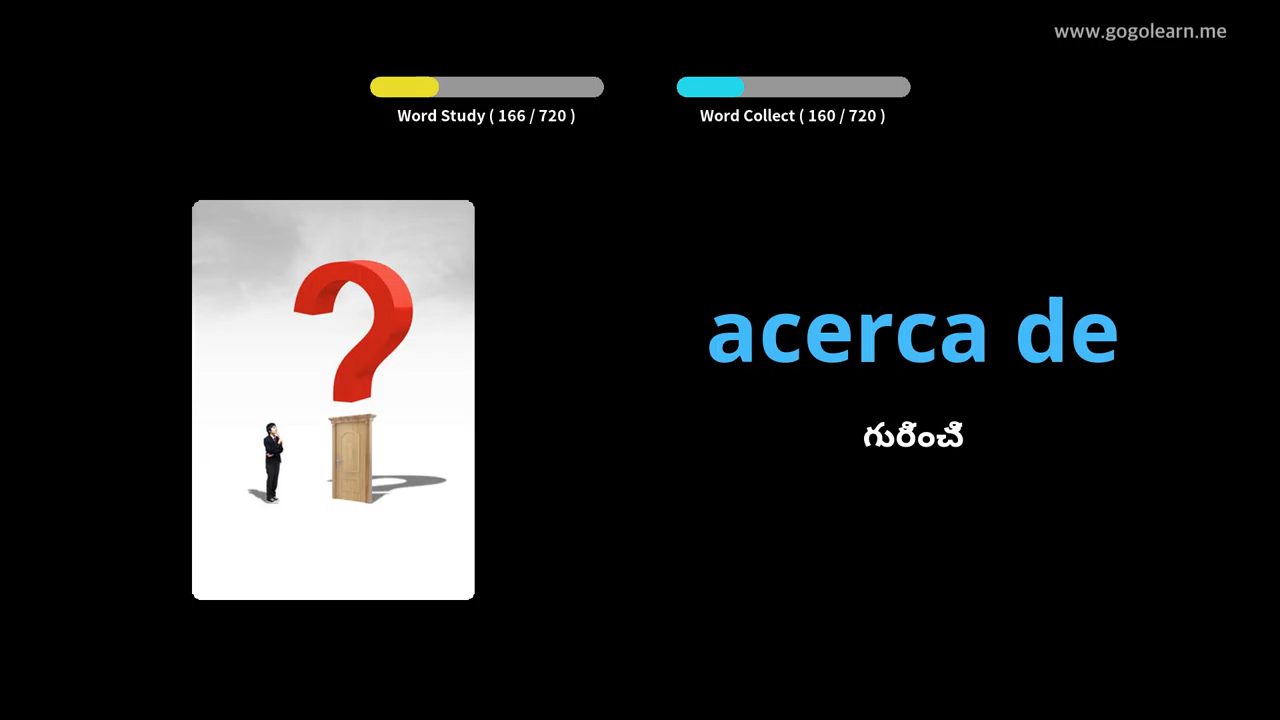 www.gogolearn.me
Word Study ( 166 / 720 )
Word Collect ( 160 / 720 )
acerca de
గురించి